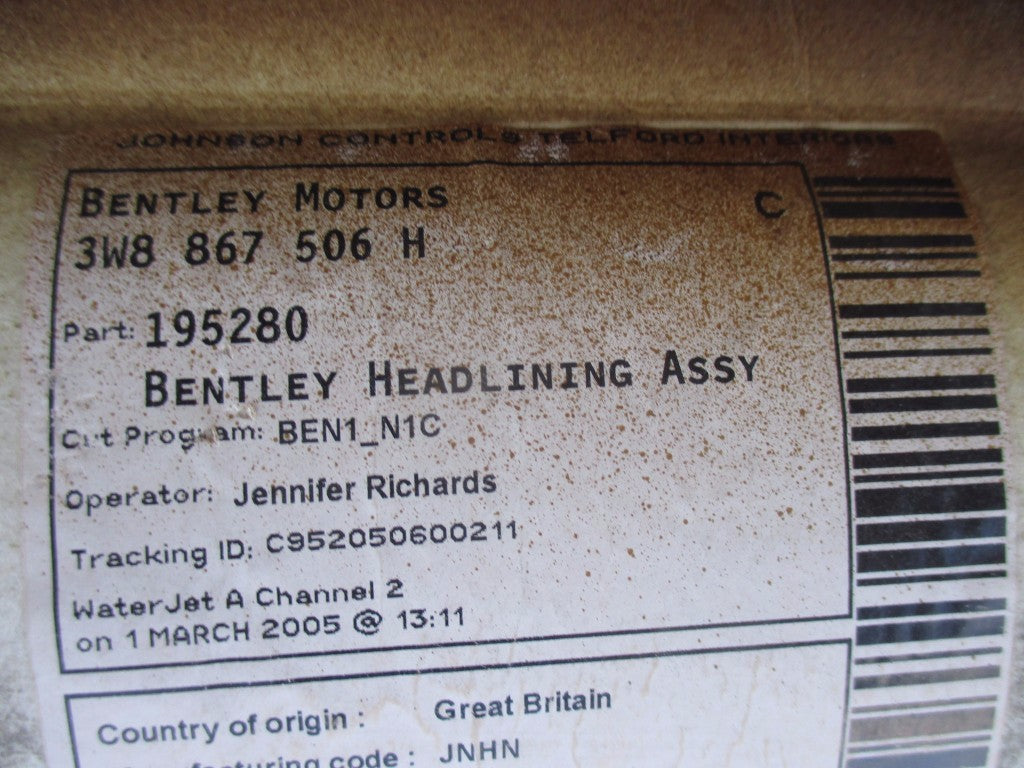 JOHNSON CONTROLS TELFORD INTERIORS
BENTLEY MOTORS C
3W8 867 506 H
Part: 195280
BENTLEY HEADLINING ASSY
Cut Program: BEN1_N1C
Operator: Jennifer Richards
Tracking ID: C952050600211
WaterJet A Channel 2
on 1 MARCH 2005 @ 13:11
Country of origin : Great Britain
code : JNHN